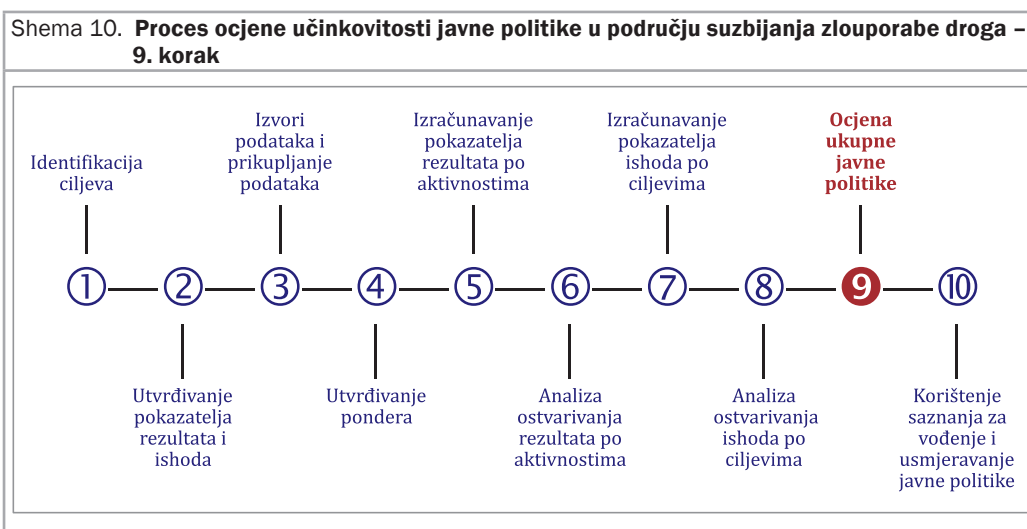 Shema 10. Proces ocjene učinkovitosti javne politike u području suzbijanja zlouporabe droga –
9. korak
Identifikacija
ciljeva
Izvori
podataka i
prikupljanje
podataka
Izračunavanje
pokazatelja
rezultata po
aktivnostima
Izračunavanje
pokazatelja
ishoda po
ciljevima
Ocjena
ukupne
javne
politike
1 2 3 4 5 6 7 8 9 10
Utvrđivanje
pokazatelja
rezultata i
ishoda
Utvrđivanje
pondera
Analiza
ostvarivanja
rezultata po
aktivnostima
Analiza
ostvarivanja
ishoda po
ciljevima
Korištenje
saznanja za
vođenje i
usmjeravanje
javne politike